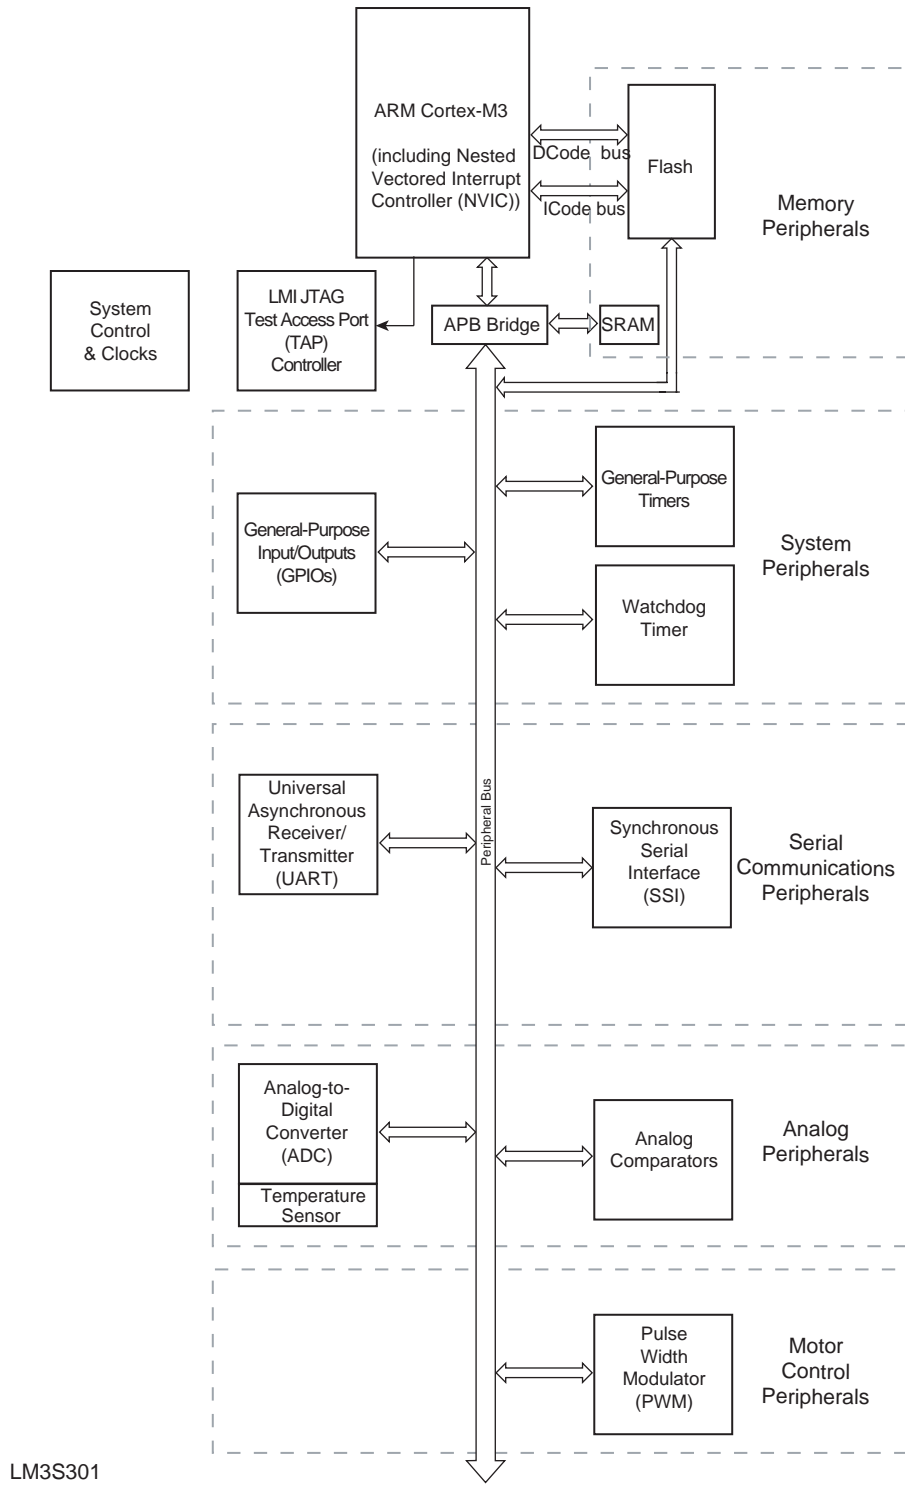 ARM Cortex-M3
(including Nested
Vectored Interrupt
Controller (NVIC))
DCode bus
ICode bus
Flash
Memory
Peripherals
System
Control
& Clocks
LMI JTAG
Test Access Port
(TAP)
Controller
APB Bridge
SRAM
General-Purpose
Timers
General-Purpose
Input/Outputs
(GPIOs)
System
Peripherals
Watchdog
Timer
Peripheral Bus
Universal
Asynchronous
Receiver/
Transmitter
(UART)
Synchronous
Serial
Interface
(SSI)
Serial
Communications
Peripherals
Analog-to-
Digital
Converter
(ADC)
Temperature
Sensor
Analog
Comparators
Analog
Peripherals
Pulse
Width
Modulator
(PWM)
Motor
Control
Peripherals
LM3S301